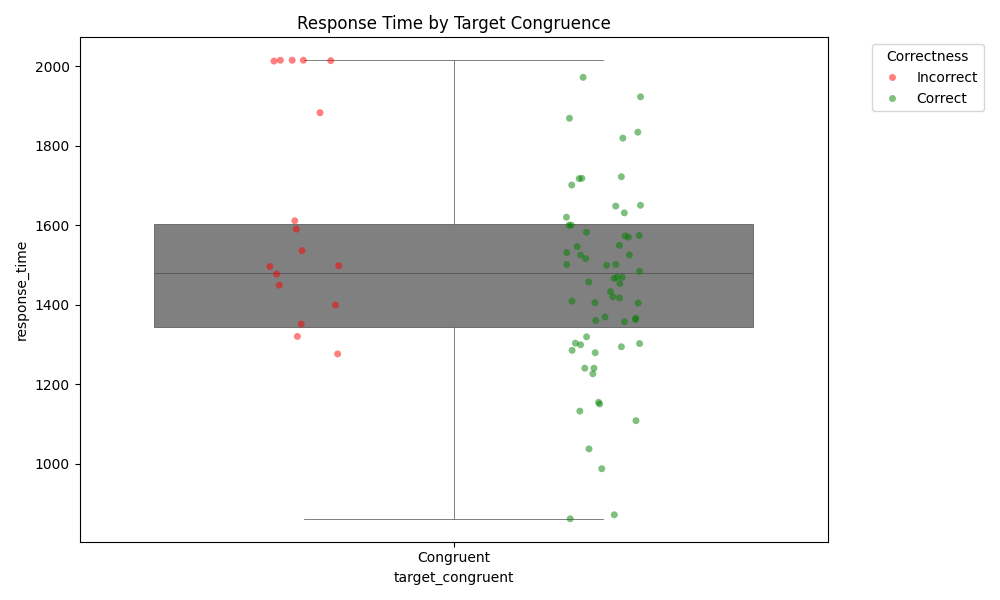 Response Time by Target Congruence
Correctness
Incorrect
Correct
2000
1800
1600
1400
1200
1000
response_time
Congruent
target_congruent